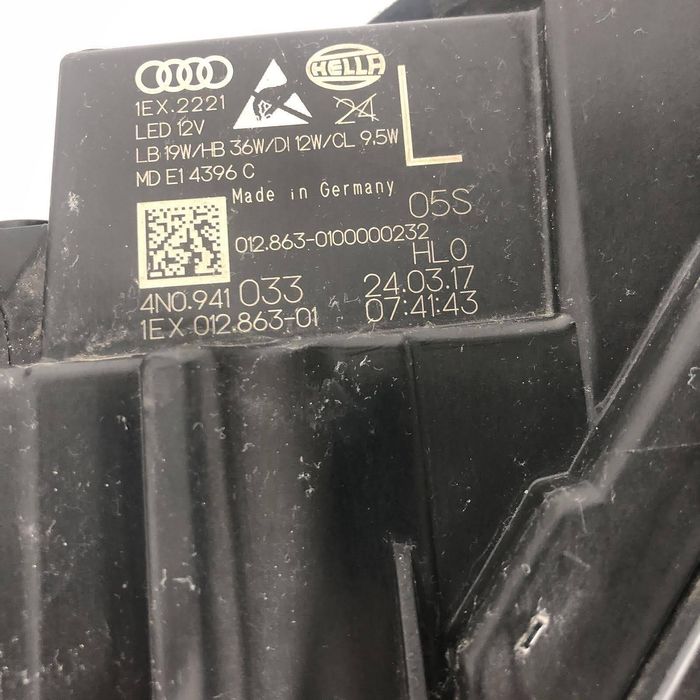 HELLA
1EX.2221
24
LED 12V
L
LB 19W/HB 36W/DI 12W/CL 9,5W
MD E1 4396 C
Made in Germany
05S
012.863-0100000232
HL0
4N0.941 033
24.03.17
1EX 012.863-01
07:41:43